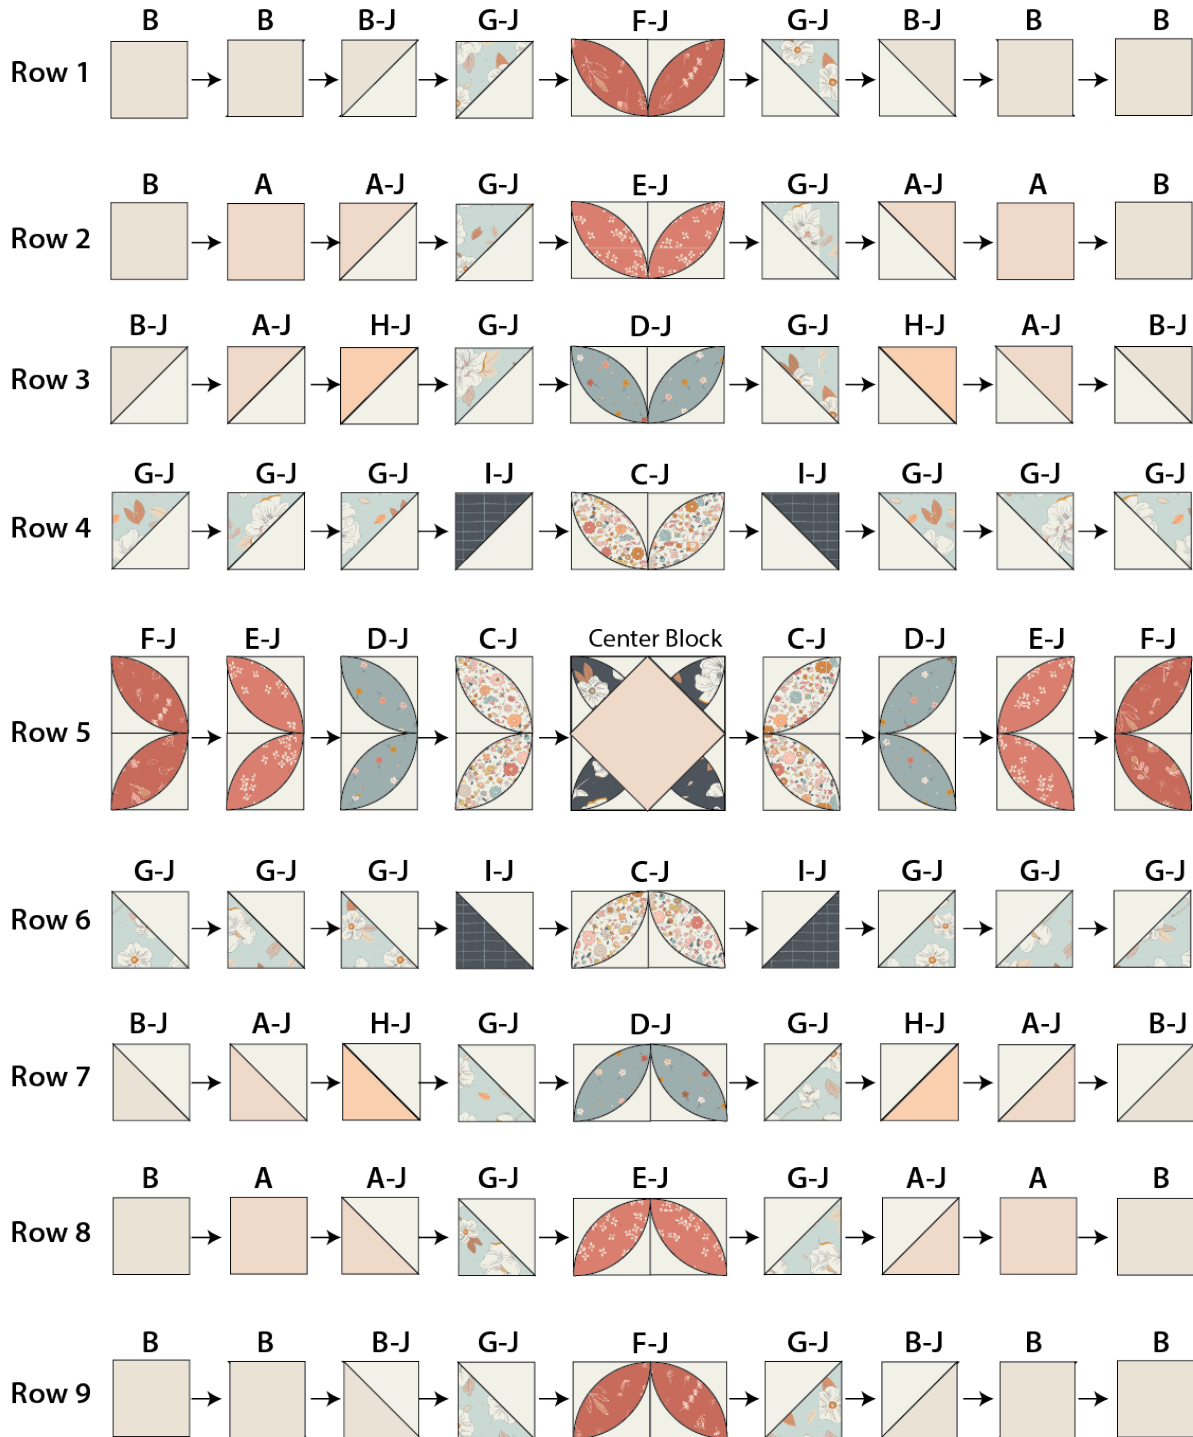 B B B-J G-J F-J G-J B-J B B
Row 1
B A A-J G-J E-J G-J A-J A B
Row 2
B-J A-J H-J G-J D-J G-J H-J A-J B-J
Row 3
G-J G-J G-J I-J C-J I-J G-J G-J G-J
Row 4
F-J E-J D-J C-J Center Block C-J D-J E-J F-J
Row 5
G-J G-J G-J I-J C-J I-J G-J G-J G-J
Row 6
B-J A-J H-J G-J D-J G-J H-J A-J B-J
Row 7
B A A-J G-J E-J G-J A-J A B
Row 8
B B B-J G-J F-J G-J B-J B B
Row 9